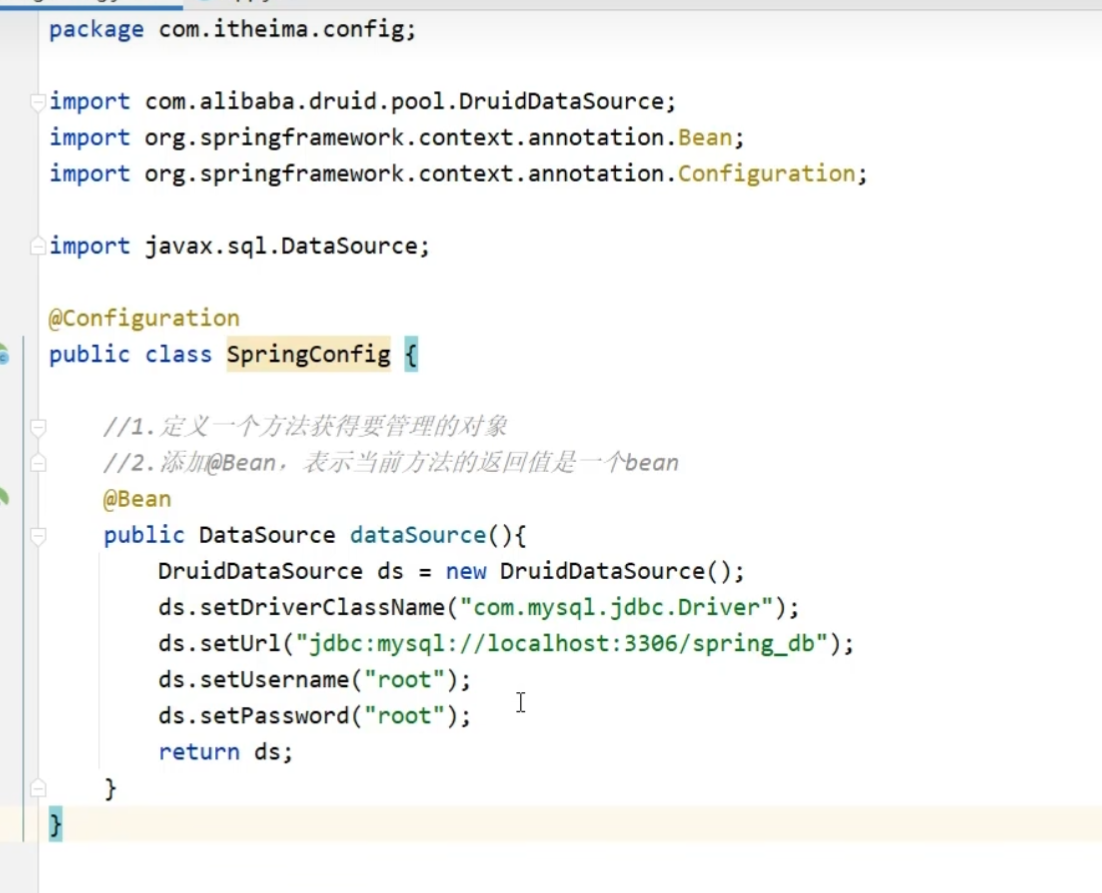 package com.itheima.config;
import com.alibaba.druid.pool.DruidDataSource;
import org.springframework.context.annotation.Bean;
import org.springframework.context.annotation.Configuration;
import javax.sql.DataSource;
@Configuration
public class SpringConfig {
//1.定义一个方法获得要管理的对象
//2.添加@Bean，表示当前方法的返回值是一个bean
@Bean
public DataSource dataSource(){
DruidDataSource ds = new DruidDataSource();
ds.setDriverClassName("com.mysql.jdbc.Driver");
ds.setUrl("jdbc:mysql://localhost:3306/spring_db");
ds.setUsername("root");
ds.setPassword("root");
return ds;
}
}